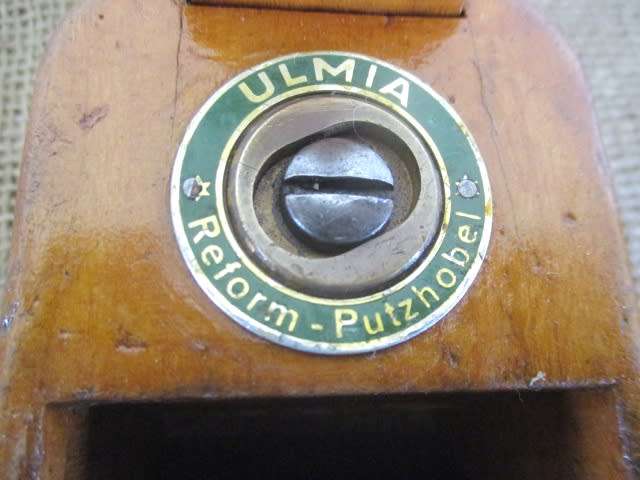 ULMIA
Reform - Putzhobel